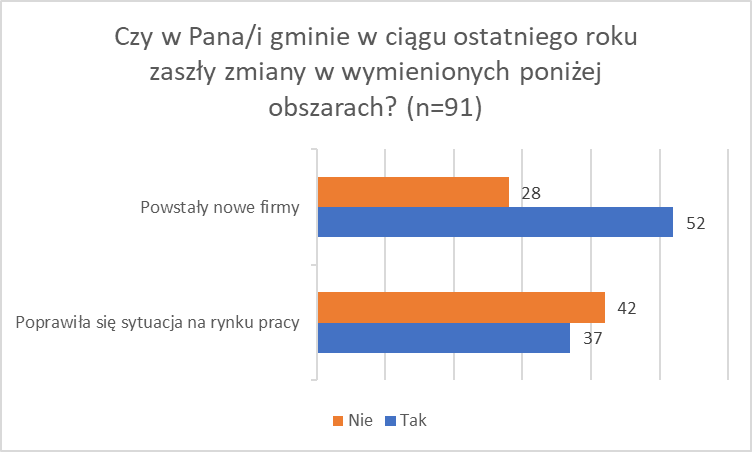 Czy w Pana/i gminie w ciągu ostatniego roku
zaszły zmiany w wymienionych poniżej
obszarach? (n=91)
Powstały nowe firmy
28
52
Poprawiła się sytuacja na rynku pracy
42
37
Nie Tak